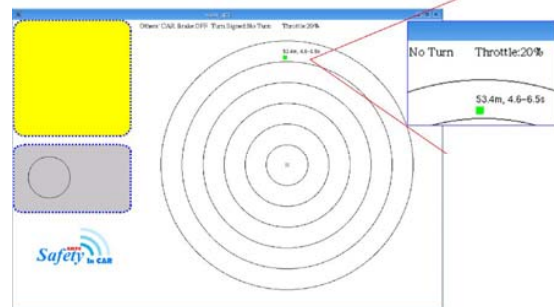 Others' CAR Brake:OFF Turn Signal:No Turn Throttle:20%
53.4m, 4.6~6.5s
No Turn Throttle:20%
53.4m, 4.6~6.5s
Safety In CAR